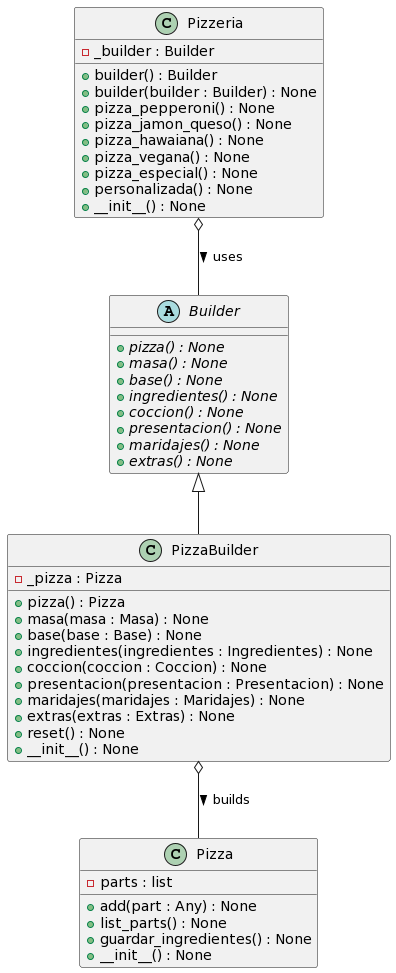 C Pizzeria
_builder : Builder
builder() : Builder
builder(builder : Builder) : None
pizza_pepperoni() : None
pizza_jamon_queso() : None
pizza_hawaiana() : None
pizza_vegana() : None
pizza_especial() : None
personalizada() : None
__init__() : None
uses
A Builder
pizza() : None
masa() : None
base() : None
ingredientes() : None
coccion() : None
presentacion() : None
maridajes() : None
extras() : None
C PizzaBuilder
_pizza : Pizza
pizza() : Pizza
masa(masa : Masa) : None
base(base : Base) : None
ingredientes(ingredientes : Ingredientes) : None
coccion(coccion : Coccion) : None
presentacion(presentacion : Presentacion) : None
maridajes(maridajes : Maridajes) : None
extras(extras : Extras) : None
reset() : None
__init__() : None
builds
C Pizza
parts : list
add(part : Any) : None
list_parts() : None
guardar_ingredientes() : None
__init__() : None